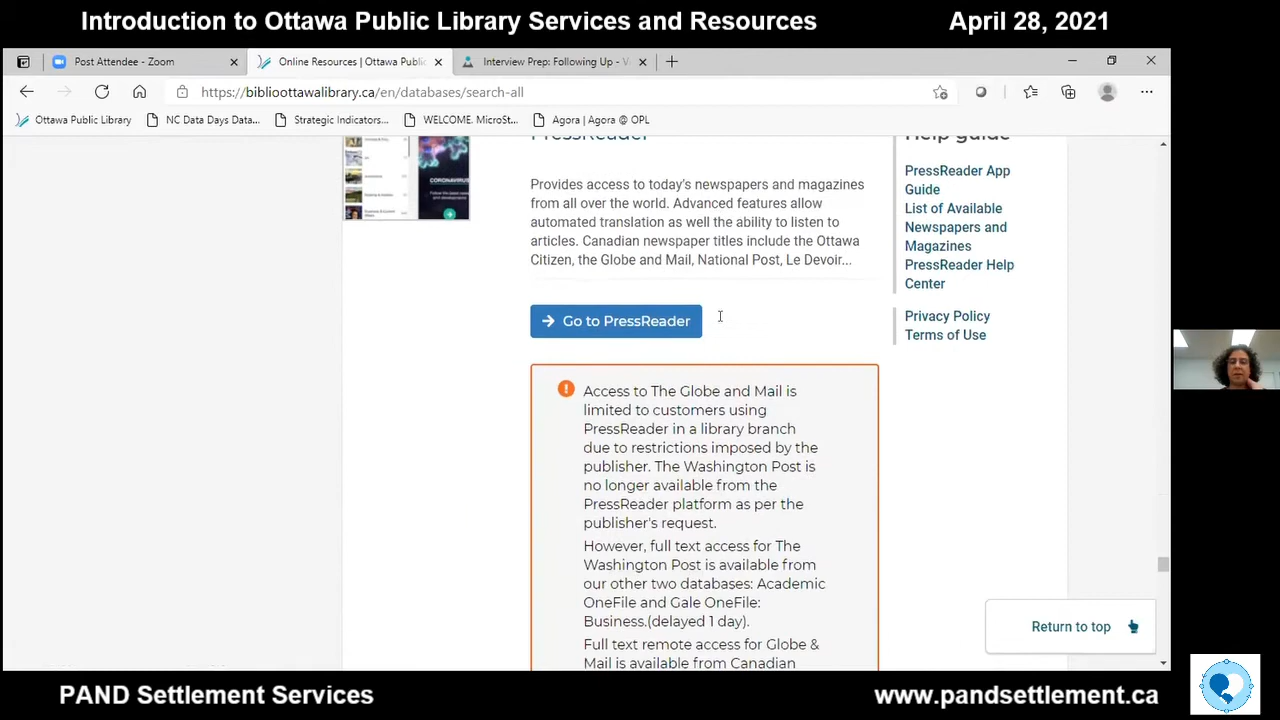 Introduction to Ottawa Public Library Services and Resources April 28, 2021
Post Attendee - Zoom
Online Resources | Ottawa Public
Interview Prep: Following Up - V
https://biblioottawalibrary.ca/en/databases/search-all
Ottawa Public Library
NC Data Days Data...
Strategic Indicators...
WELCOME. MicroSt...
Agora | Agora @ OPL
PressReader
Provides access to today's newspapers and magazines
from all over the world. Advanced features allow
automated translation as well the ability to listen to
articles. Canadian newspaper titles include the Ottawa
Citizen, the Globe and Mail, National Post, Le Devoir...
Go to PressReader
Access to The Globe and Mail is
limited to customers using
PressReader in a library branch
due to restrictions imposed by the
publisher. The Washington Post is
no longer available from the
PressReader platform as per the
publisher's request.
However, full text access for The
Washington Post is available from
our other two databases: Academic
OneFile and Gale OneFile:
Business.(delayed 1 day).
Full text remote access for Globe &
Mail is available from Canadian
Help guide
PressReader App
Guide
List of Available
Newspapers and
Magazines
PressReader Help
Center
Privacy Policy
Terms of Use
Return to top
CORONAVIRUS
PAND Settlement Services
www.pandsettlement.ca